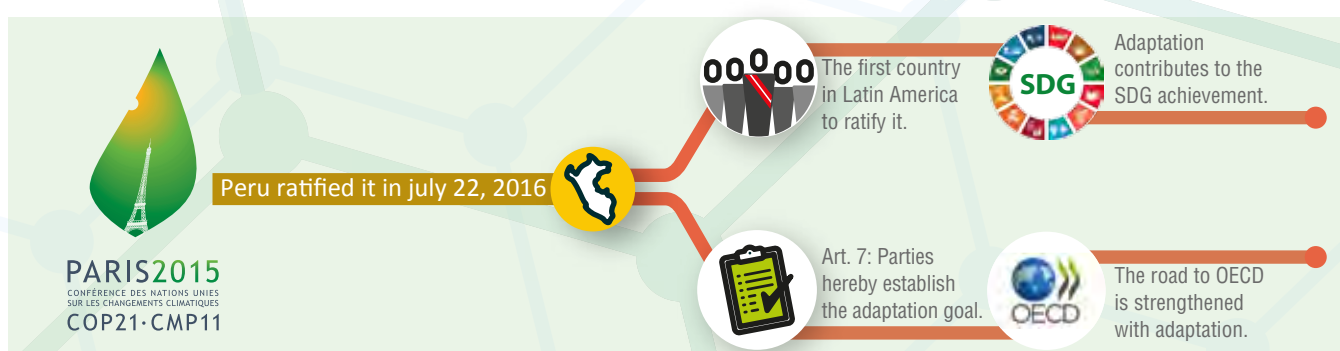 PARIS2015
CONFÉRENCE DES NATIONS UNIES
SUR LES CHANGEMENTS CLIMATIQUES
COP21·CMP11
Peru ratified it in july 22, 2016
The first country
in Latin America
to ratify it.
SDG
Adaptation
contributes to the
SDG achievement.
Art. 7: Parties
hereby establish
the adaptation goal.
OECD
The road to OECD
is strengthened
with adaptation.